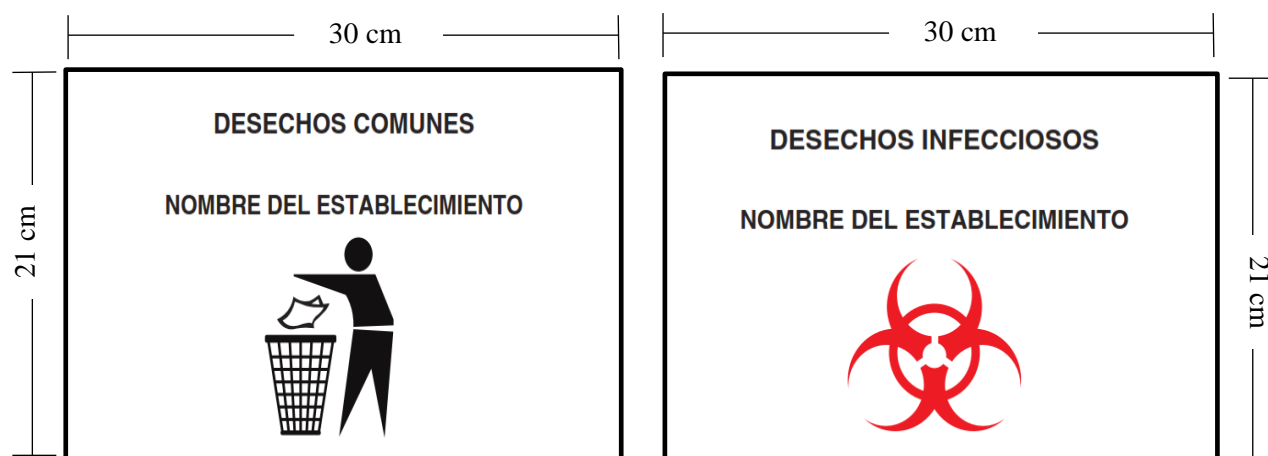 30 cm
30 cm
DESECHOS COMUNES
NOMBRE DEL ESTABLECIMIENTO
21 cm
DESECHOS INFECCIOSOS
NOMBRE DEL ESTABLECIMIENTO
21 cm